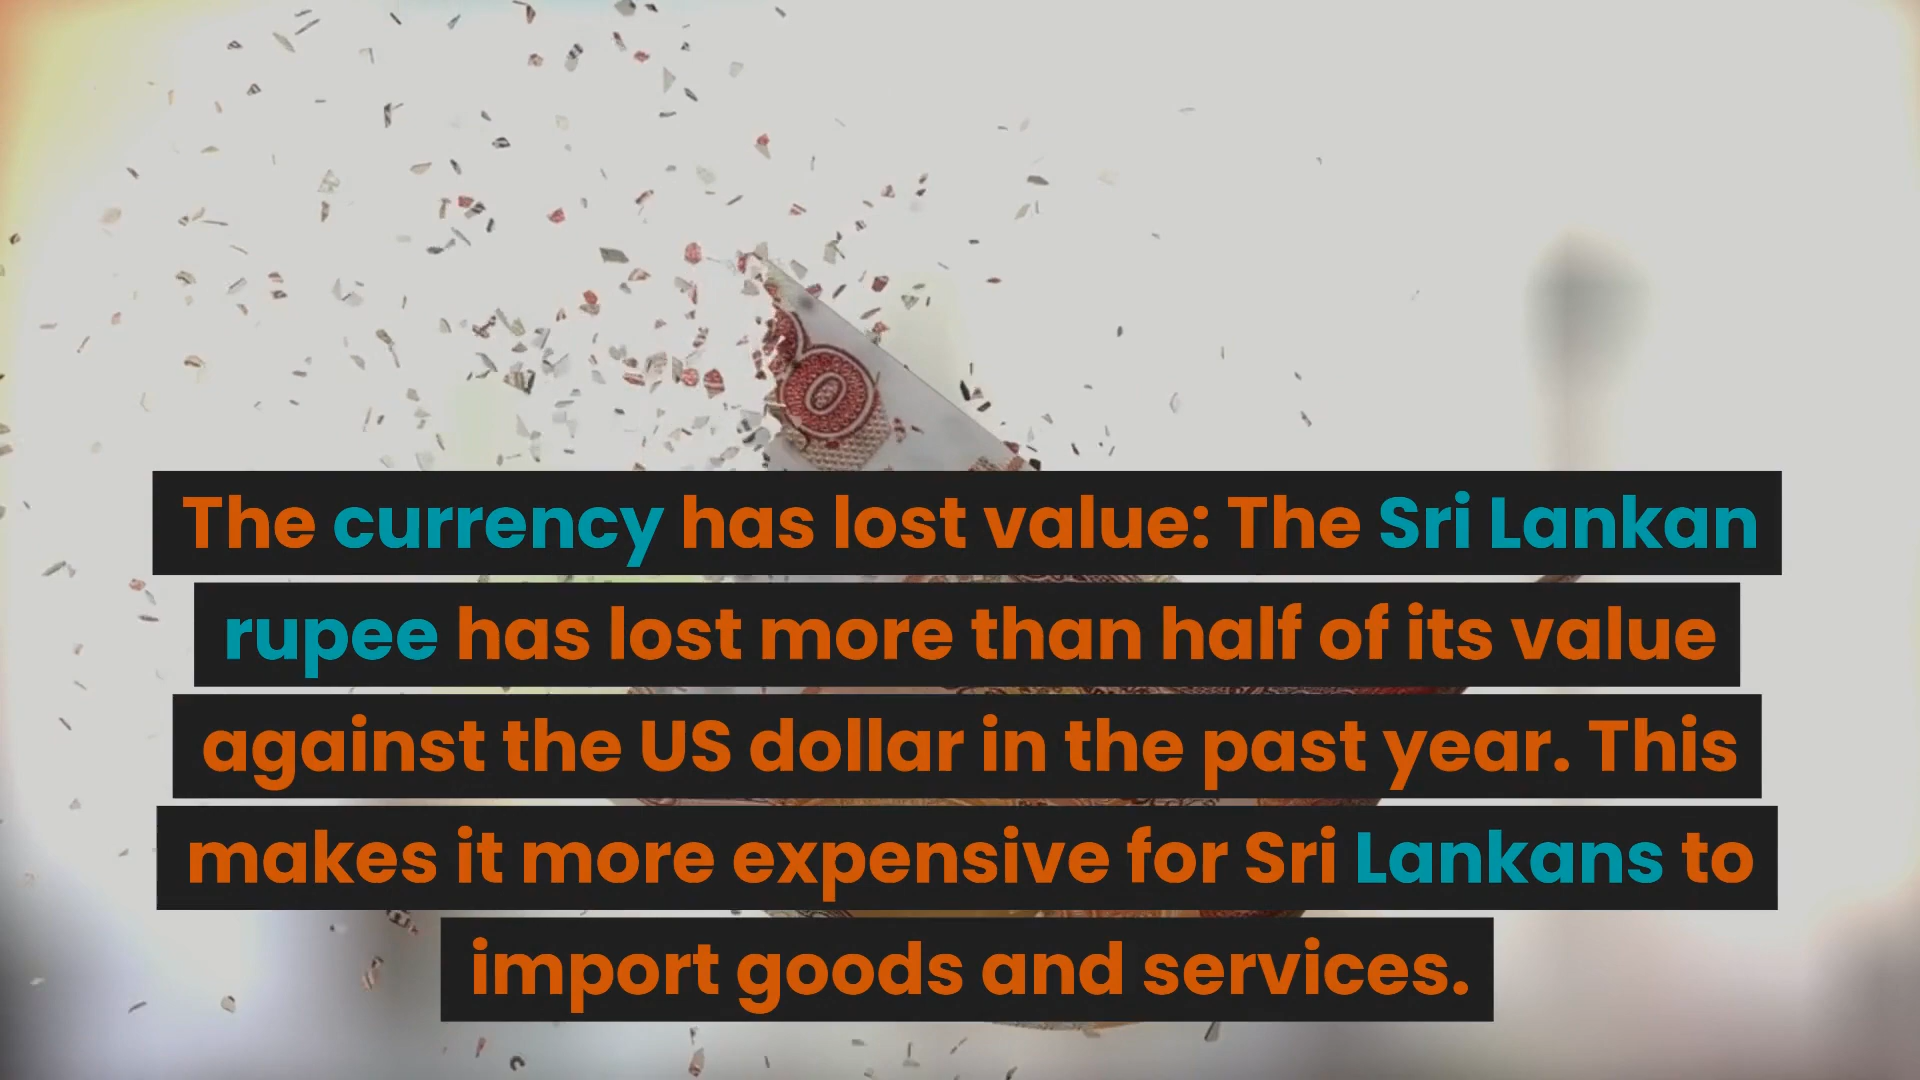 The currency has lost value: The Sri Lankan
rupee has lost more than half of its value
against the US dollar in the past year. This
makes it more expensive for Sri Lankans to
import goods and services.